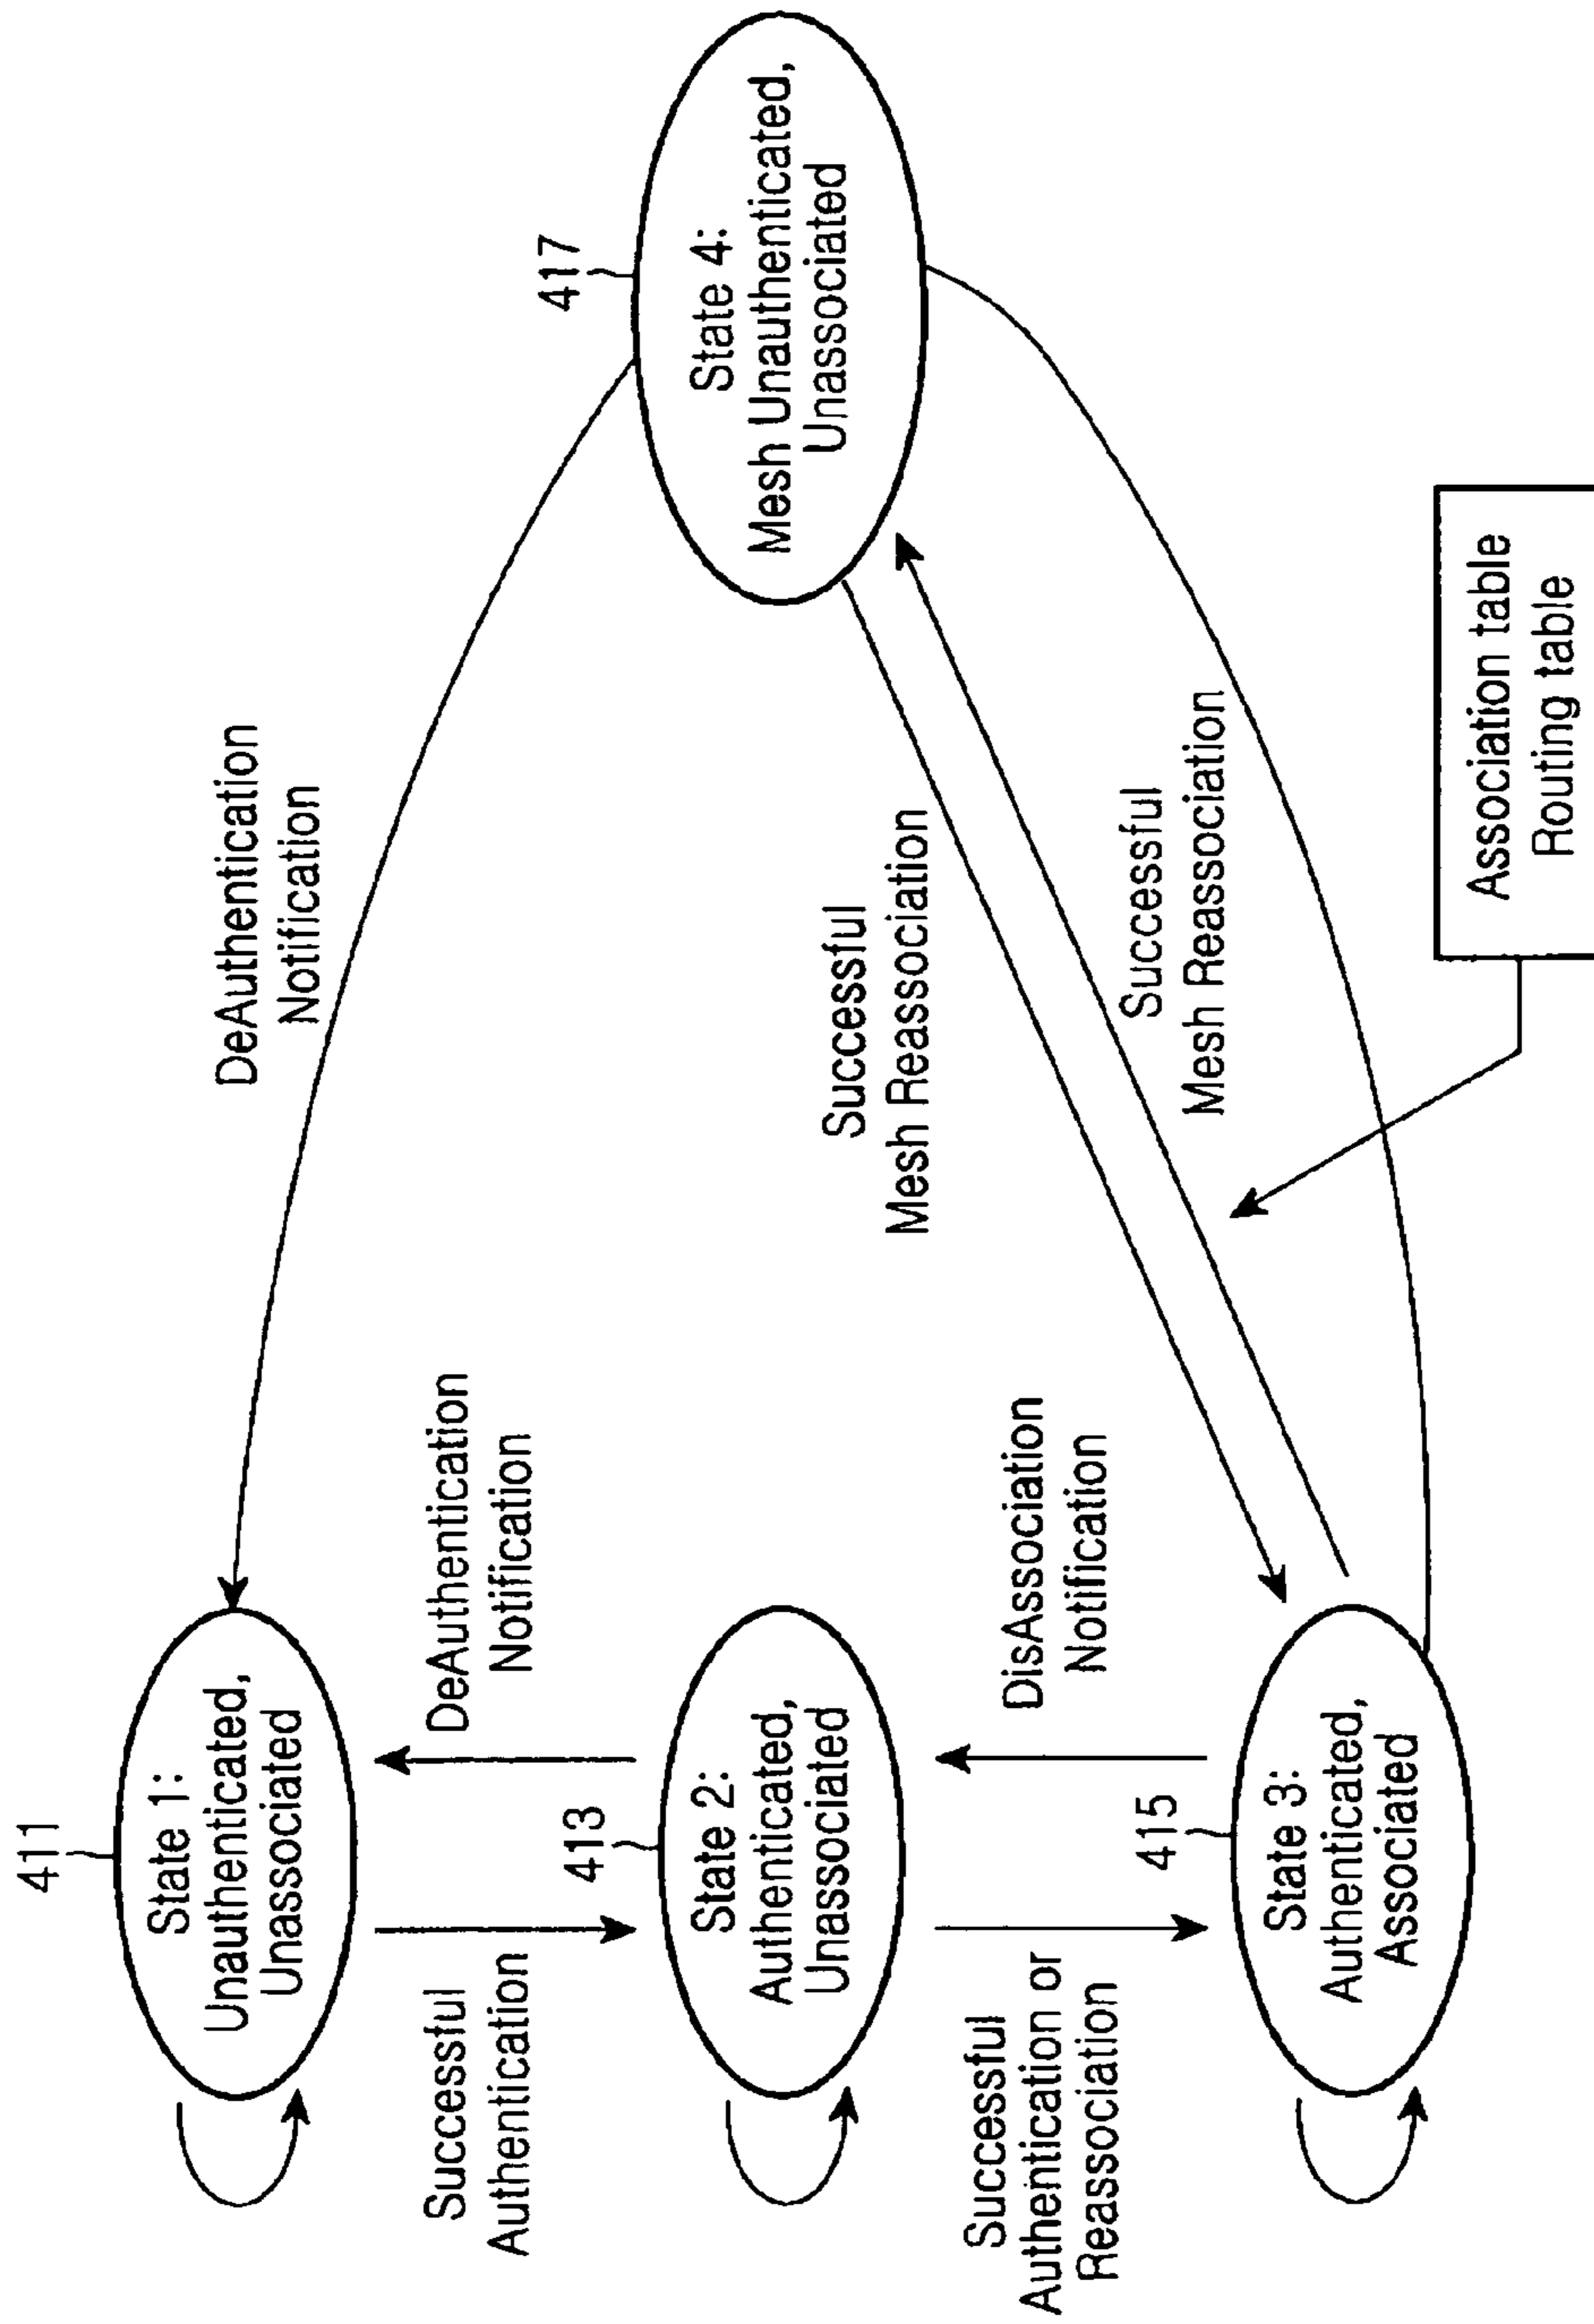 411
State 1:
Unauthenticated,
Unassociated
DeAuthentication
Notification
Successful
Authentication
DeAuthentication
Notification
413
State 2:
Authenticated,
Unassociated
417
State 4:
Mesh Unauthenticated,
Unassociated
Successful
Mesh Reassociation
Successful
Authentication or
Reassociation
DisAssociation
Notification
Successful
Mesh Reassociation
415
State 3:
Authenticated,
Associated
Association table
Routing table